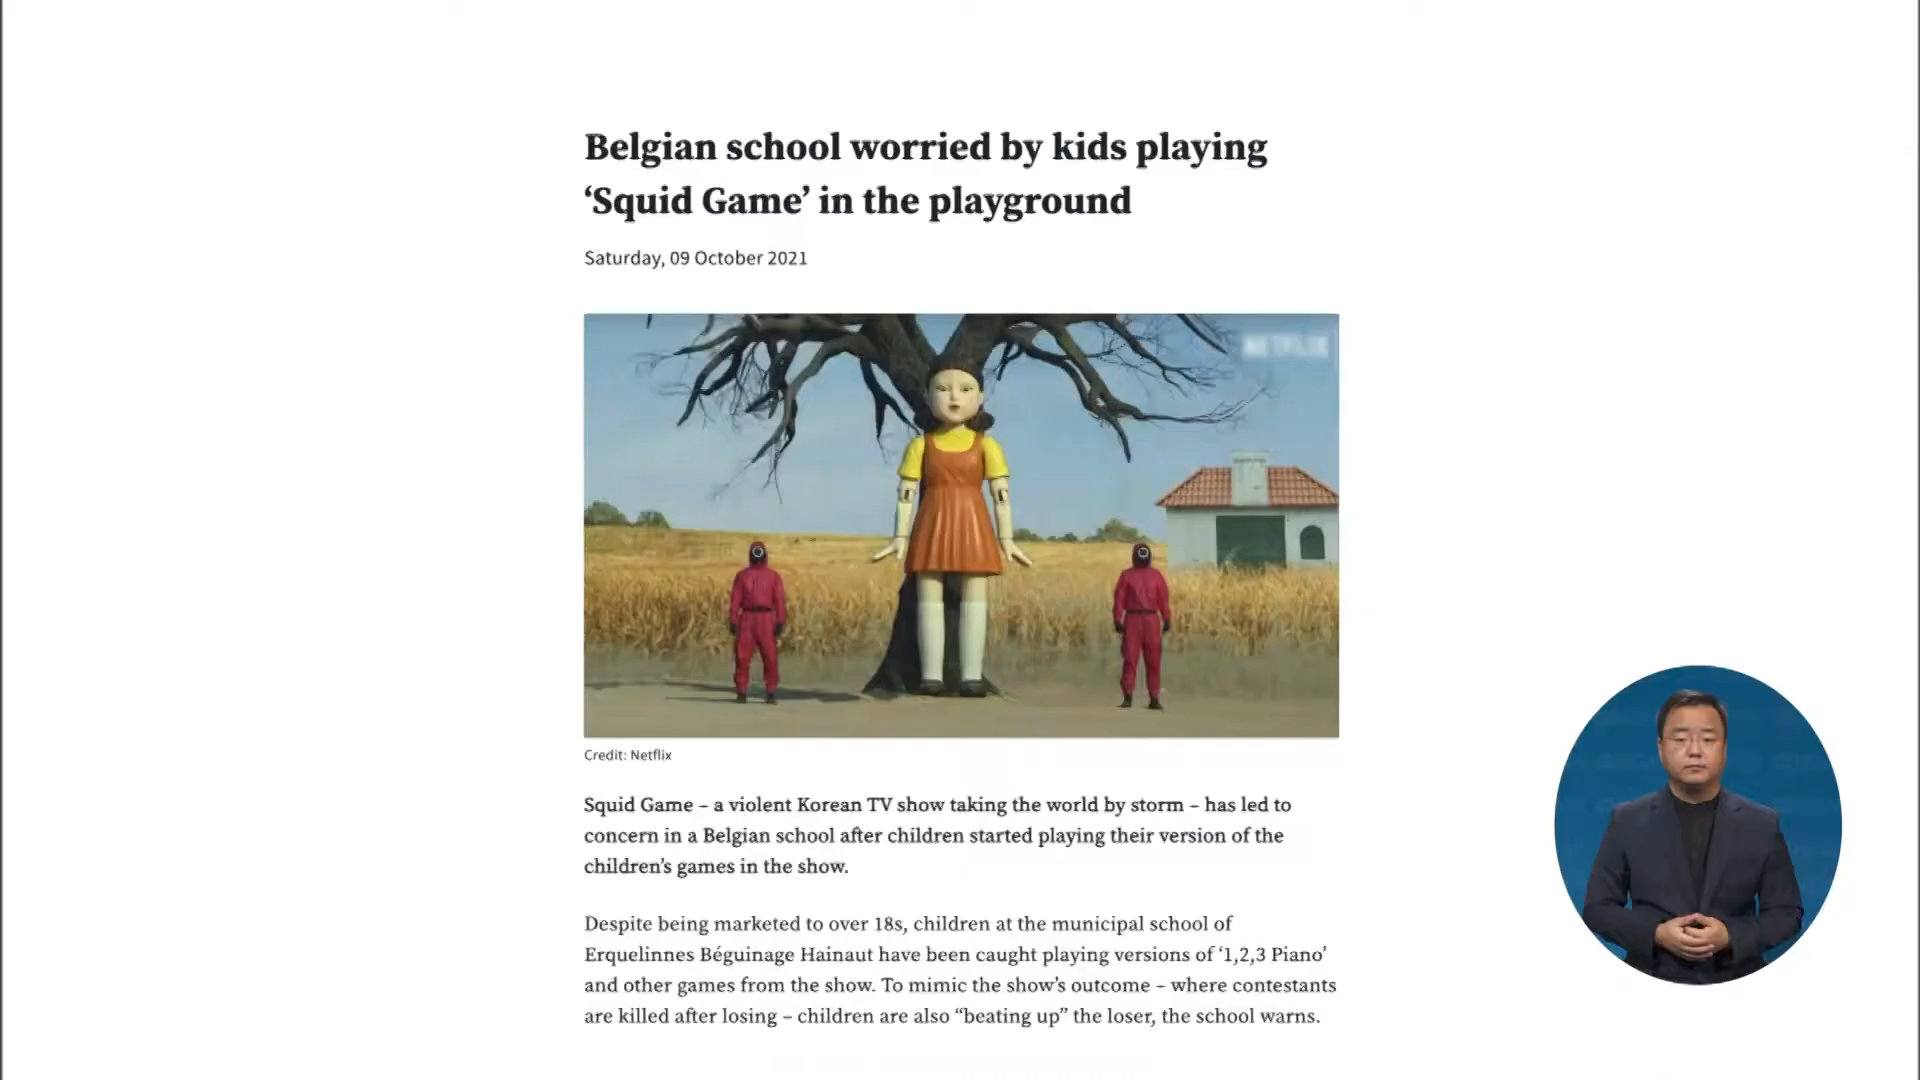 Belgian school worried by kids playing
‘Squid Game’ in the playground
Saturday, 09 October 2021
Credit: Netflix
Squid Game – a violent Korean TV show taking the world by storm – has led to
concern in a Belgian school after children started playing their version of the
children’s games in the show.
Despite being marketed to over 18s, children at the municipal school of
Erquelinnes Béguinage Hainaut have been caught playing versions of ‘1,2,3 Piano’
and other games from the show. To mimic the show’s outcome – where contestants
are killed after losing – children are also “beating up” the loser, the school warns.